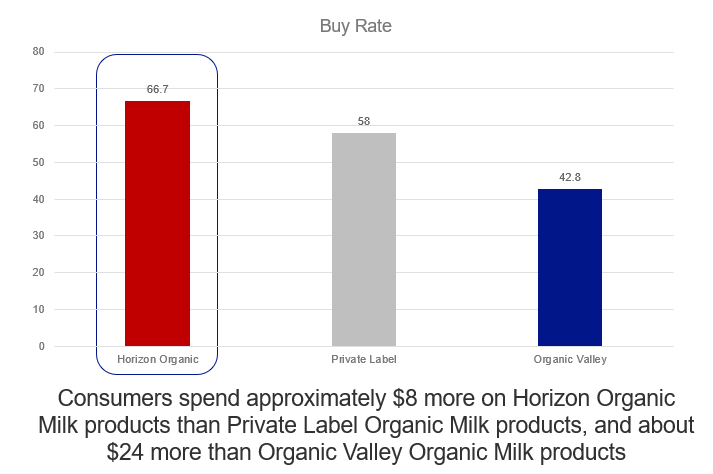 Buy Rate
80
70
60
50
40
30
20
10
0
66.7
58
42.8
Horizon Organic
Private Label
Organic Valley
Consumers spend approximately $8 more on Horizon Organic
Milk products than Private Label Organic Milk products, and about
$24 more than Organic Valley Organic Milk products